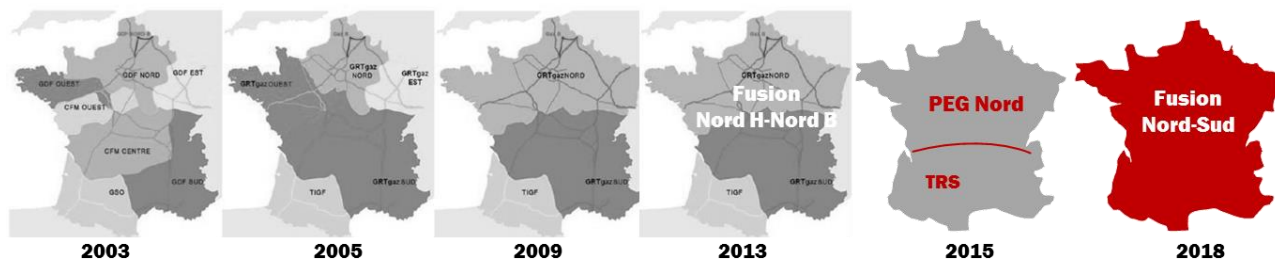 GDF NORD B
GDF NORD
GDF EST
GDF OUEST
CFM OUEST
CFM CENTRE
GSO
GDF SUD
2003
GRTgaz
NORD
GRTgaz
EST
GRTgaz OUEST
TIGF
GRTgaz SUD
2005
GRTgaz NORD
TIGF
GRTgaz SUD
2009
GRTgaz NORD
Fusion
Nord H-Nord B
TIGF
GRTgaz SUD
2013
PEG Nord
TRS
2015
Fusion
Nord-Sud
2018